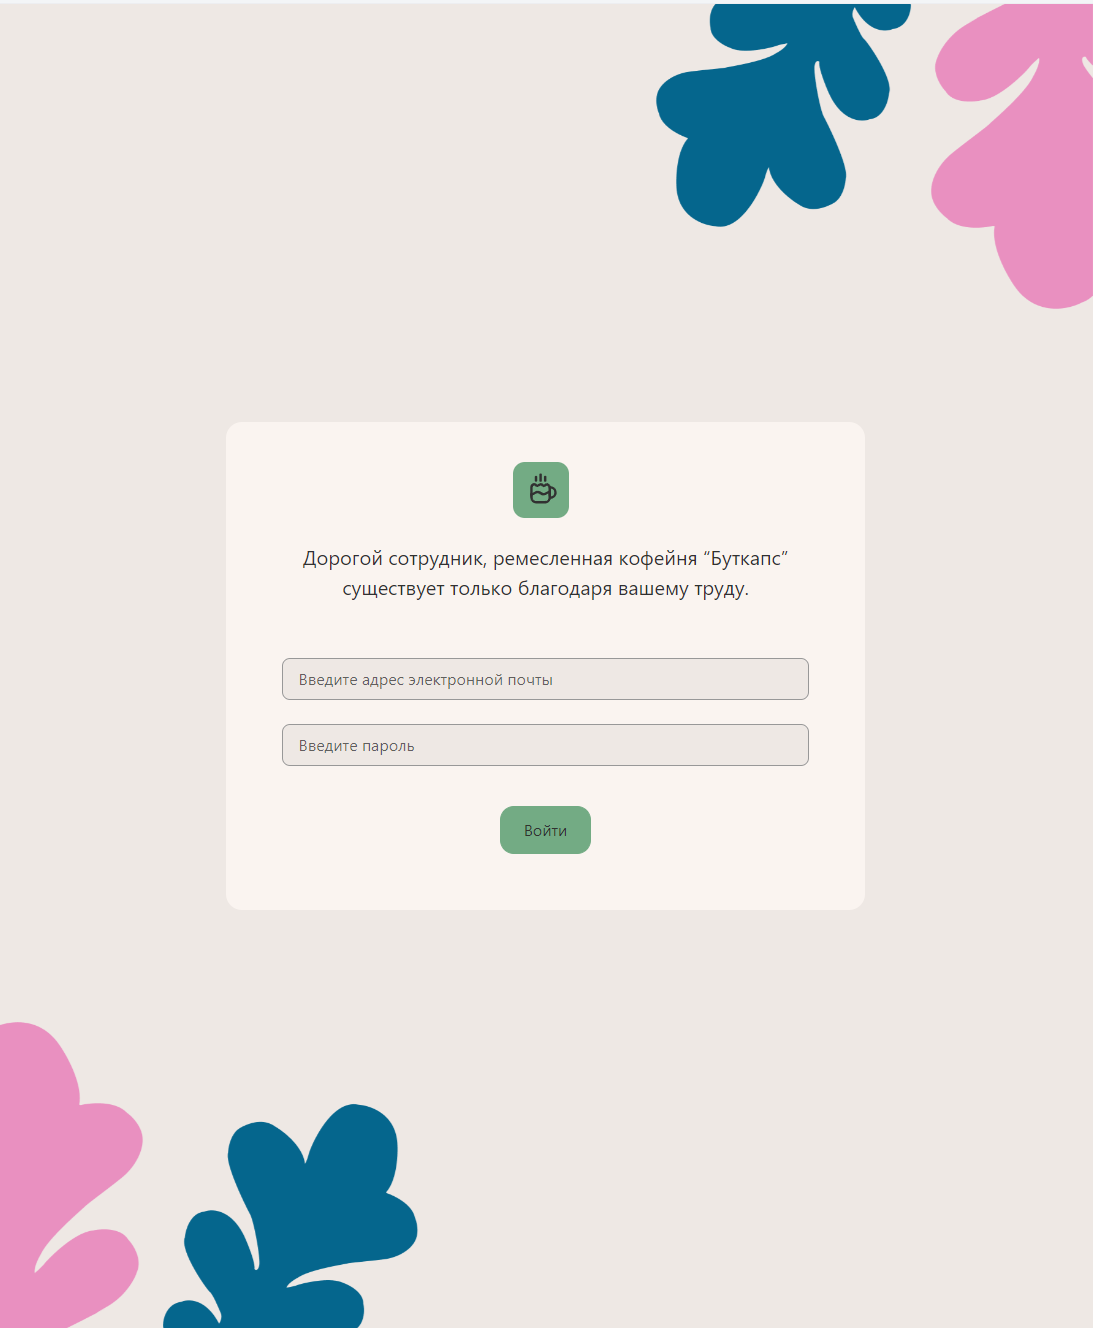 Дорогой сотрудник, ремесленная кофейня “Буткапс”
существует только благодаря вашему труду.
Введите адрес электронной почты
Введите пароль
Войти